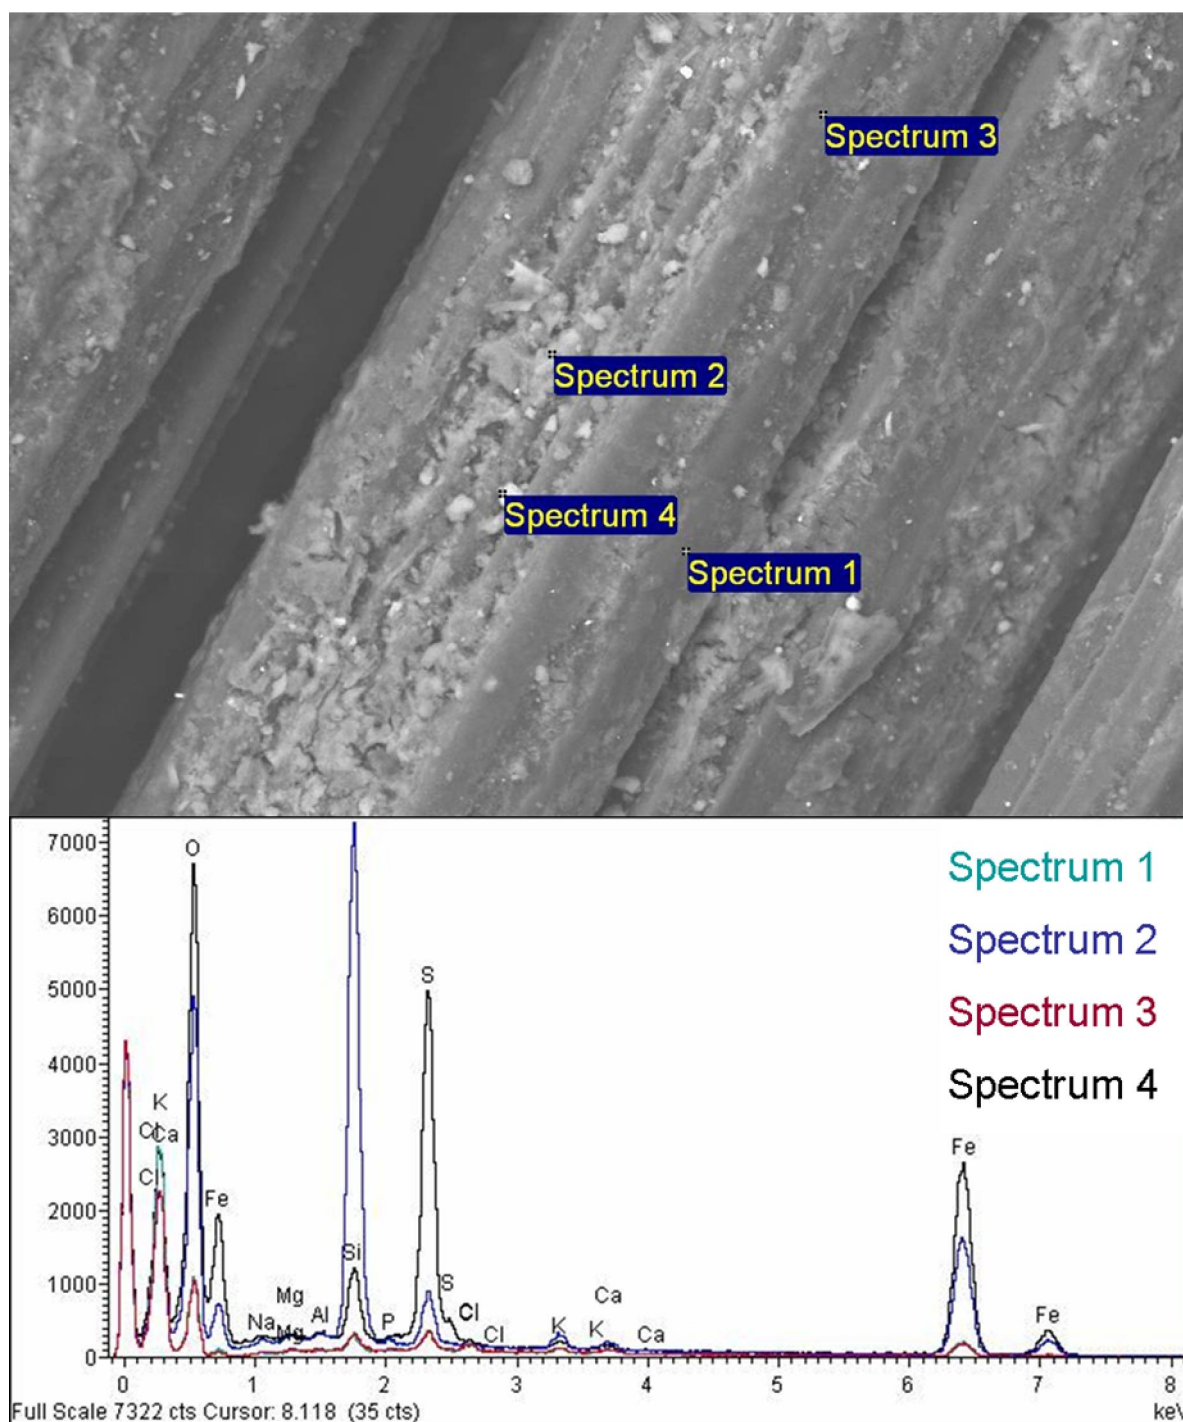 Spectrum 3
Spectrum 2
Spectrum 4
Spectrum 1
7000
6000
5000
4000
3000
2000
1000
0
O
K
Ca
Cl
Fe
Na
Mg
Mg
Al
Si
P
S
S
Cl
Cl
K
K
Ca
Ca
Fe
Fe
Spectrum 1
Spectrum 2
Spectrum 3
Spectrum 4
0 1 2 3 4 5 6 7 8
Full Scale 7322 cts Cursor: 8.118 (35 cts) keV